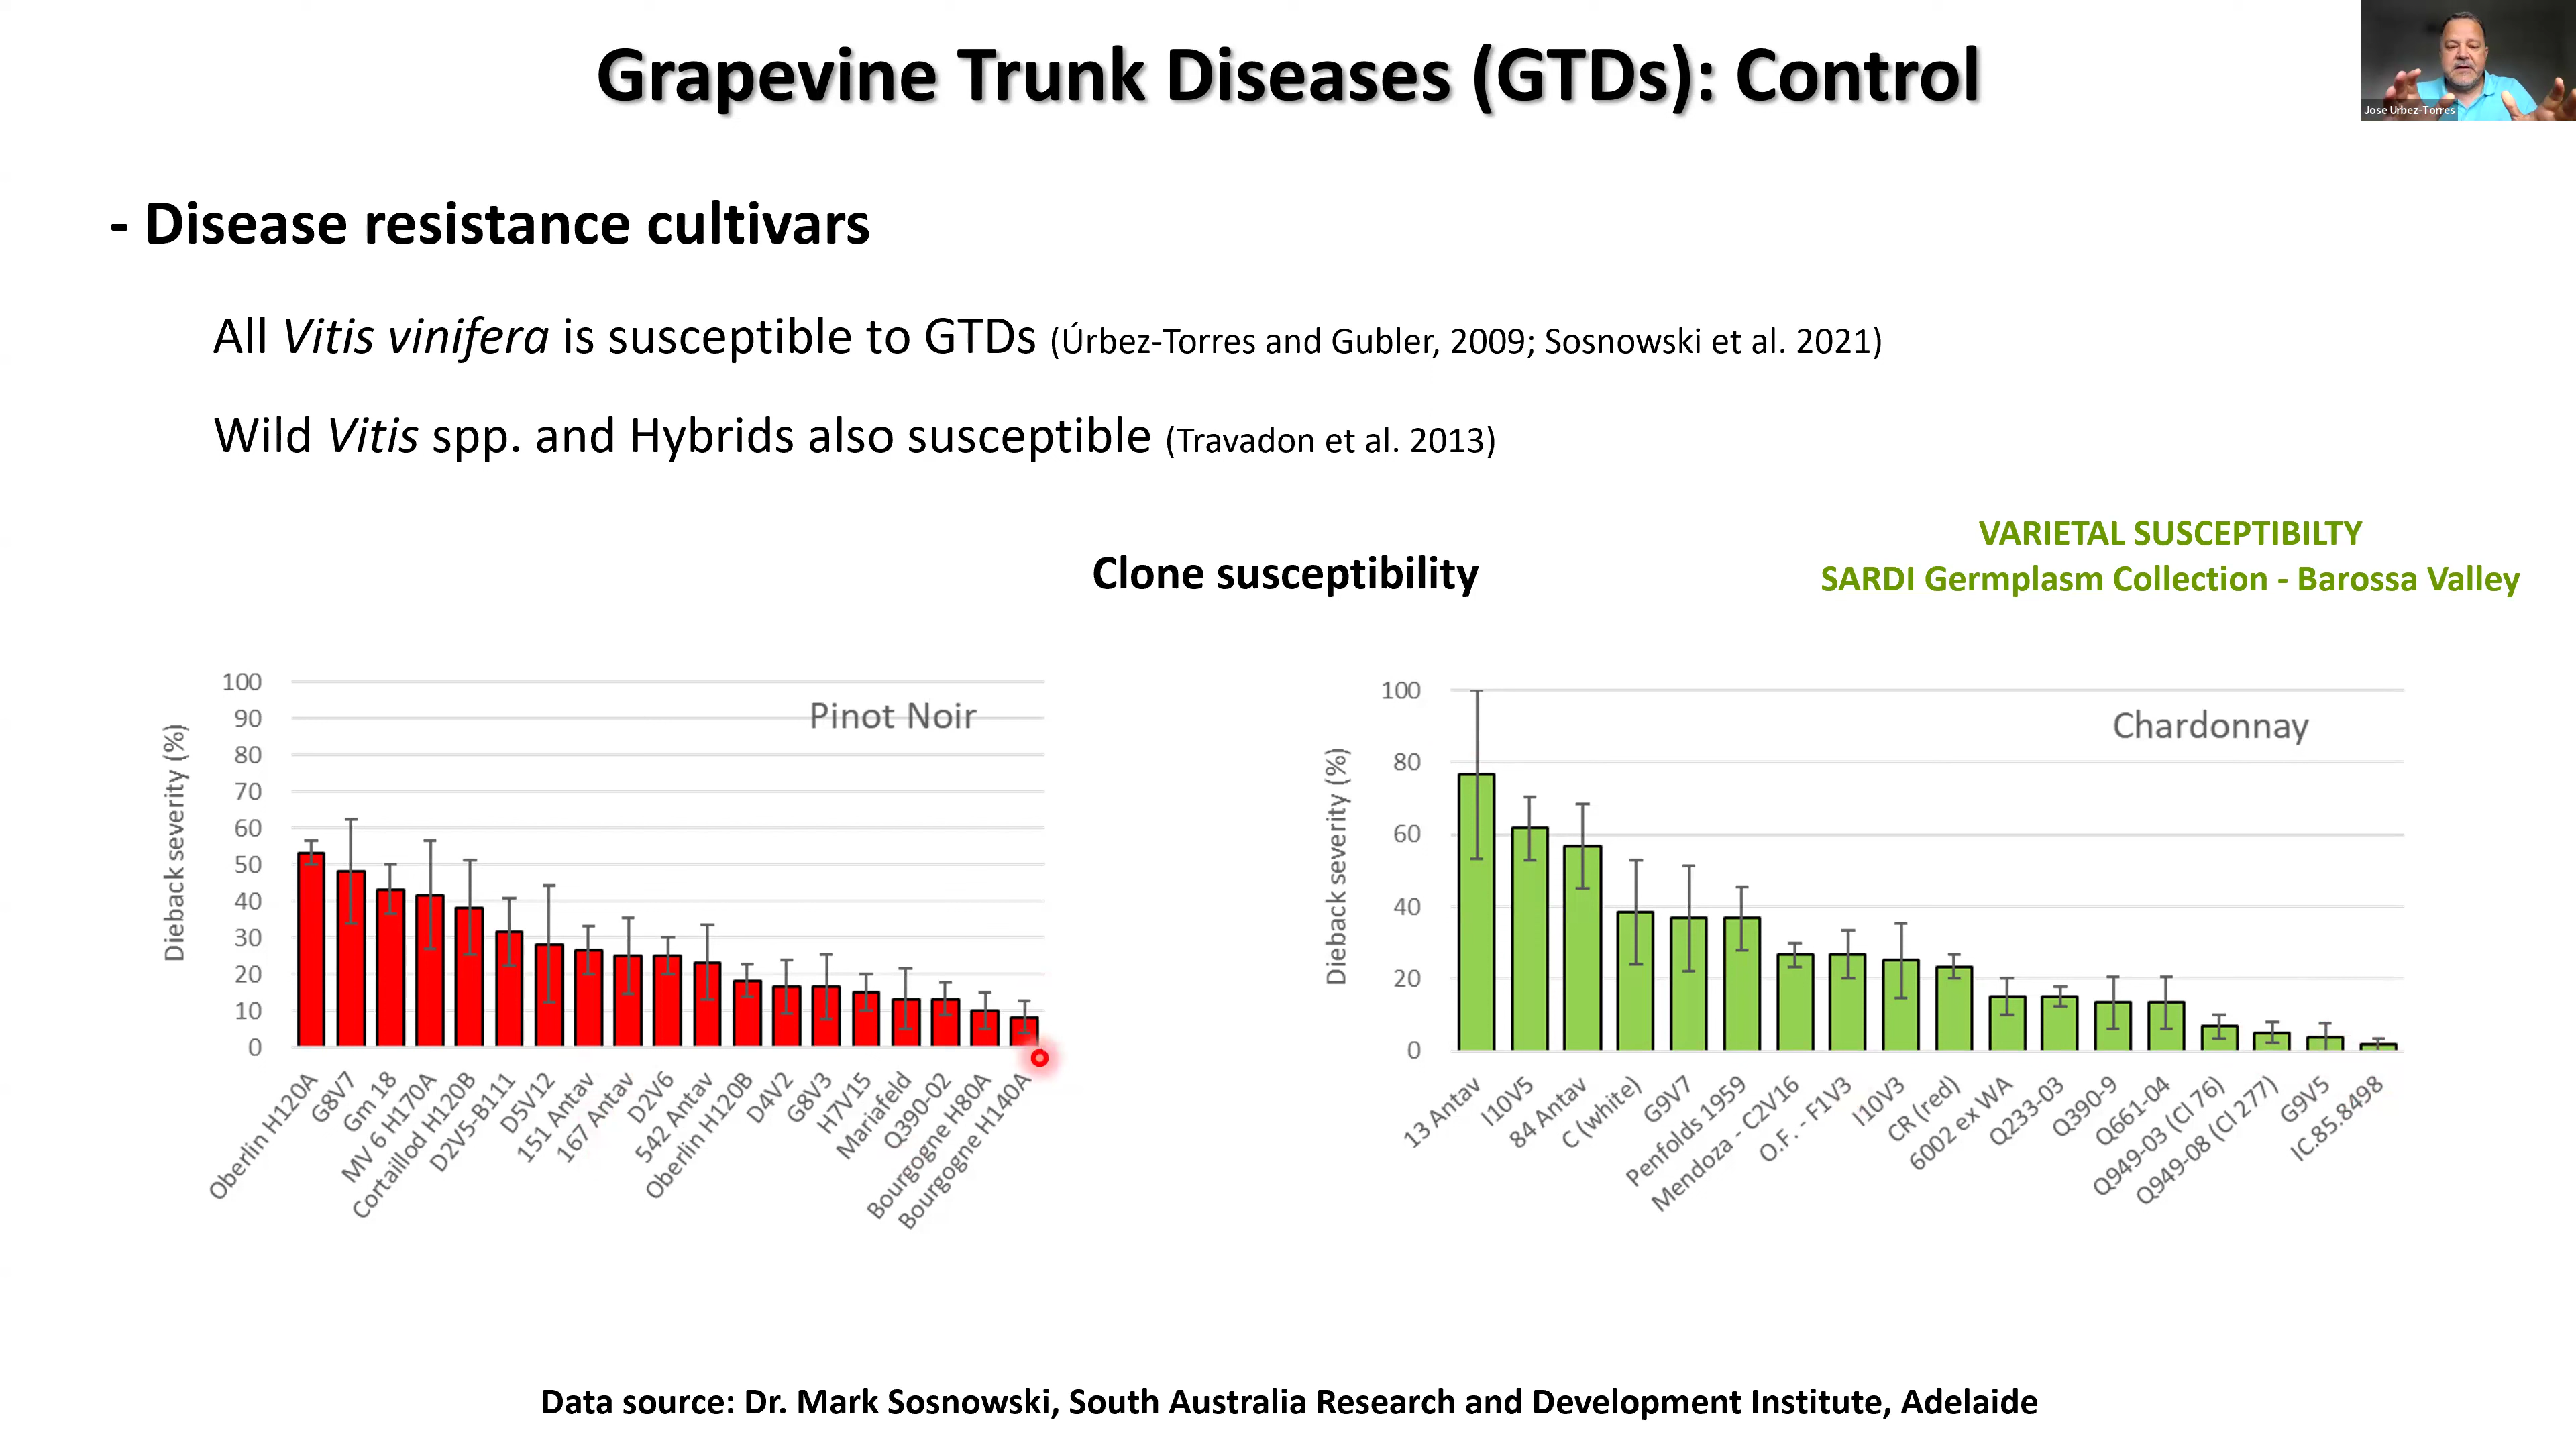 Grapevine Trunk Diseases (GTDs): Control
Jose Urbez-Torres
- Disease resistance cultivars
All Vitis vinifera is susceptible to GTDs (Úrbez-Torres and Gubler, 2009; Sosnowski et al. 2021)
Wild Vitis spp. and Hybrids also susceptible (Travadon et al. 2013)
Clone susceptibility
VARIETAL SUSCEPTIBILTY
SARDI Germplasm Collection - Barossa Valley
Pinot Noir
Dieback severity (%)
100
90
80
70
60
50
40
30
20
10
0
Oberlin H120A
G8V7
Gm 18
MV 6 H170A
Cortaillod H120B
D2V5-B111
D5V12
151 Antav
167 Antav
D2V6
542 Antav
Oberlin H120B
D4V2
G8V3
H7V15
Mariafeld
Q390-02
Bourgogne H80A
Bourgogne H140A
Chardonnay
Dieback severity (%)
100
80
60
40
20
0
13 Antav
I10V5
84 Antav
C (white)
G9V7
Penfolds 1959
Mendoza - C2V16
O.F. - F1V3
I10V3
CR (red)
6002 ex WA
Q233-03
Q390-9
Q661-04
Q949-03 (Cl 76)
Q949-08 (Cl 277)
G9V5
IC.85.8498
Data source: Dr. Mark Sosnowski, South Australia Research and Development Institute, Adelaide